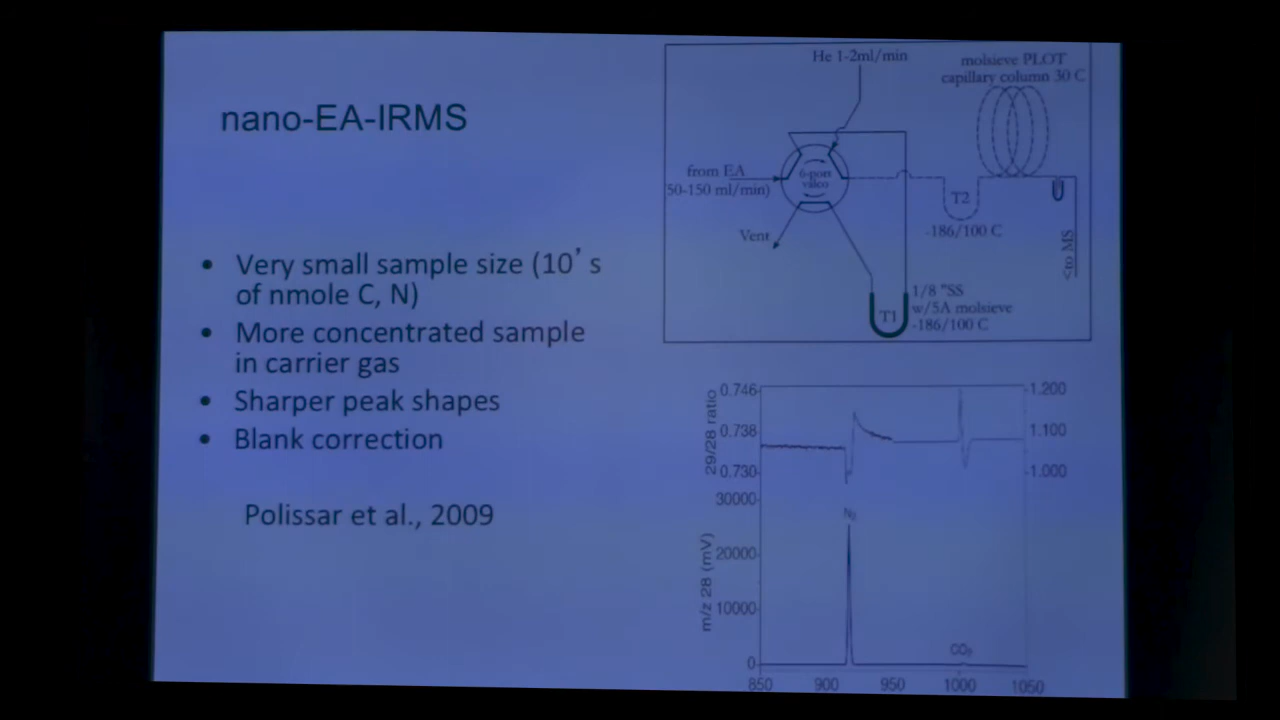 nano-EA-IRMS
• Very small sample size (10's
of nmole C, N)
• More concentrated sample
in carrier gas
• Sharper peak shapes
• Blank correction
Polissar et al., 2009
He 1-2ml/min
molsieve PLOT
capillary column 30 C
from EA
50-150 ml/min)
6-port
valco
Vent
T2
-186/100 C
<to MS
T1
1/8 "SS
w/5A molsieve
-186/100 C
29/28 ratio
0.746
0.738
0.730
1.200
1.100
1.000
m/z 28 (mV)
30000
20000
10000
0
N₂
CO₂
850 900 950 1000 1050